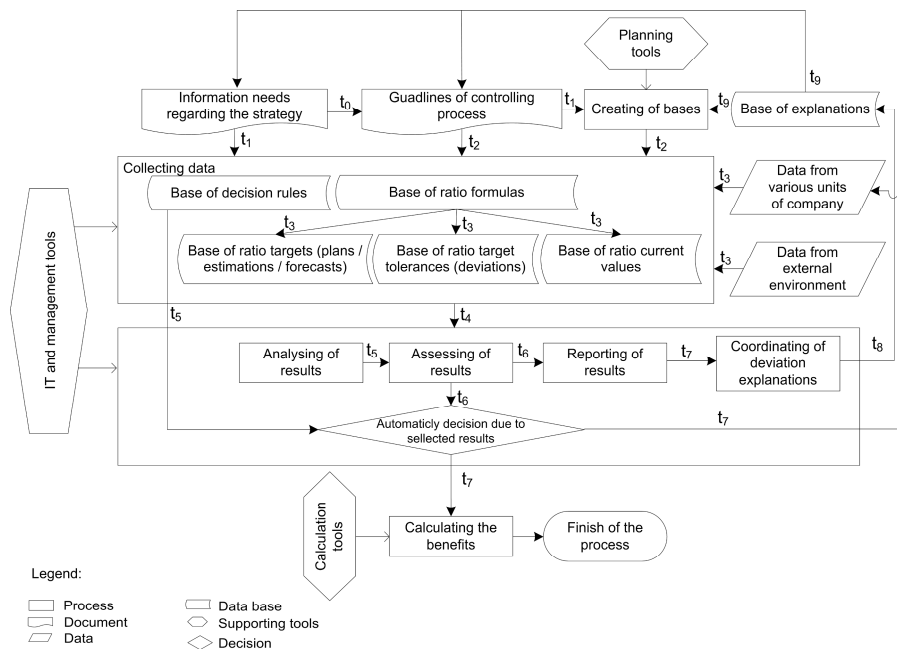 Planning
tools
t9
Information needs
regarding the strategy
t0
Guadlines of controlling
process
t1
Creating of bases
t9
Base of explanations
t1
t2
t2
Collecting data
Base of decision rules
Base of ratio formulas
t3
Data from
various units
of company
t3
t3
t3
Base of ratio targets (plans /
estimations / forecasts)
Base of ratio target
tolerances (deviations)
Base of ratio current
values
t3
Data from
external
environment
IT and management tools
t5
t4
Analysing of
results
t5
Assessing of
results
t6
Reporting of
results
t7
Coordinating of
deviation
explanations
t8
t6
Automaticly decision due to
sellected results
t7
t7
Calculation
tools
Calculating the
benefits
Finish of the
process
Legend:
Process
Document
Data
Data base
Supporting tools
Decision